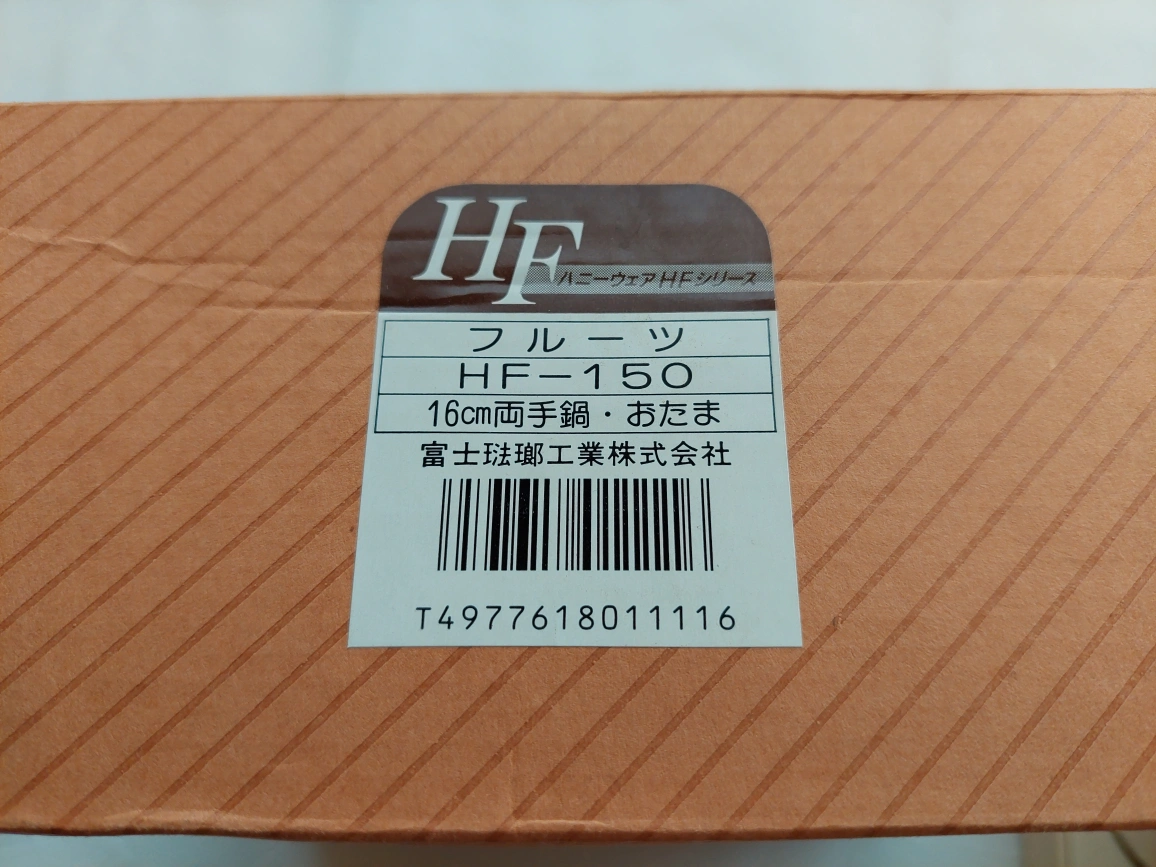 HF
ハニーウェアHFシリーズ
フルーツ
HF-150
16cm両手鍋・おたま
富士琺瑯工業株式会社
T4977618011116